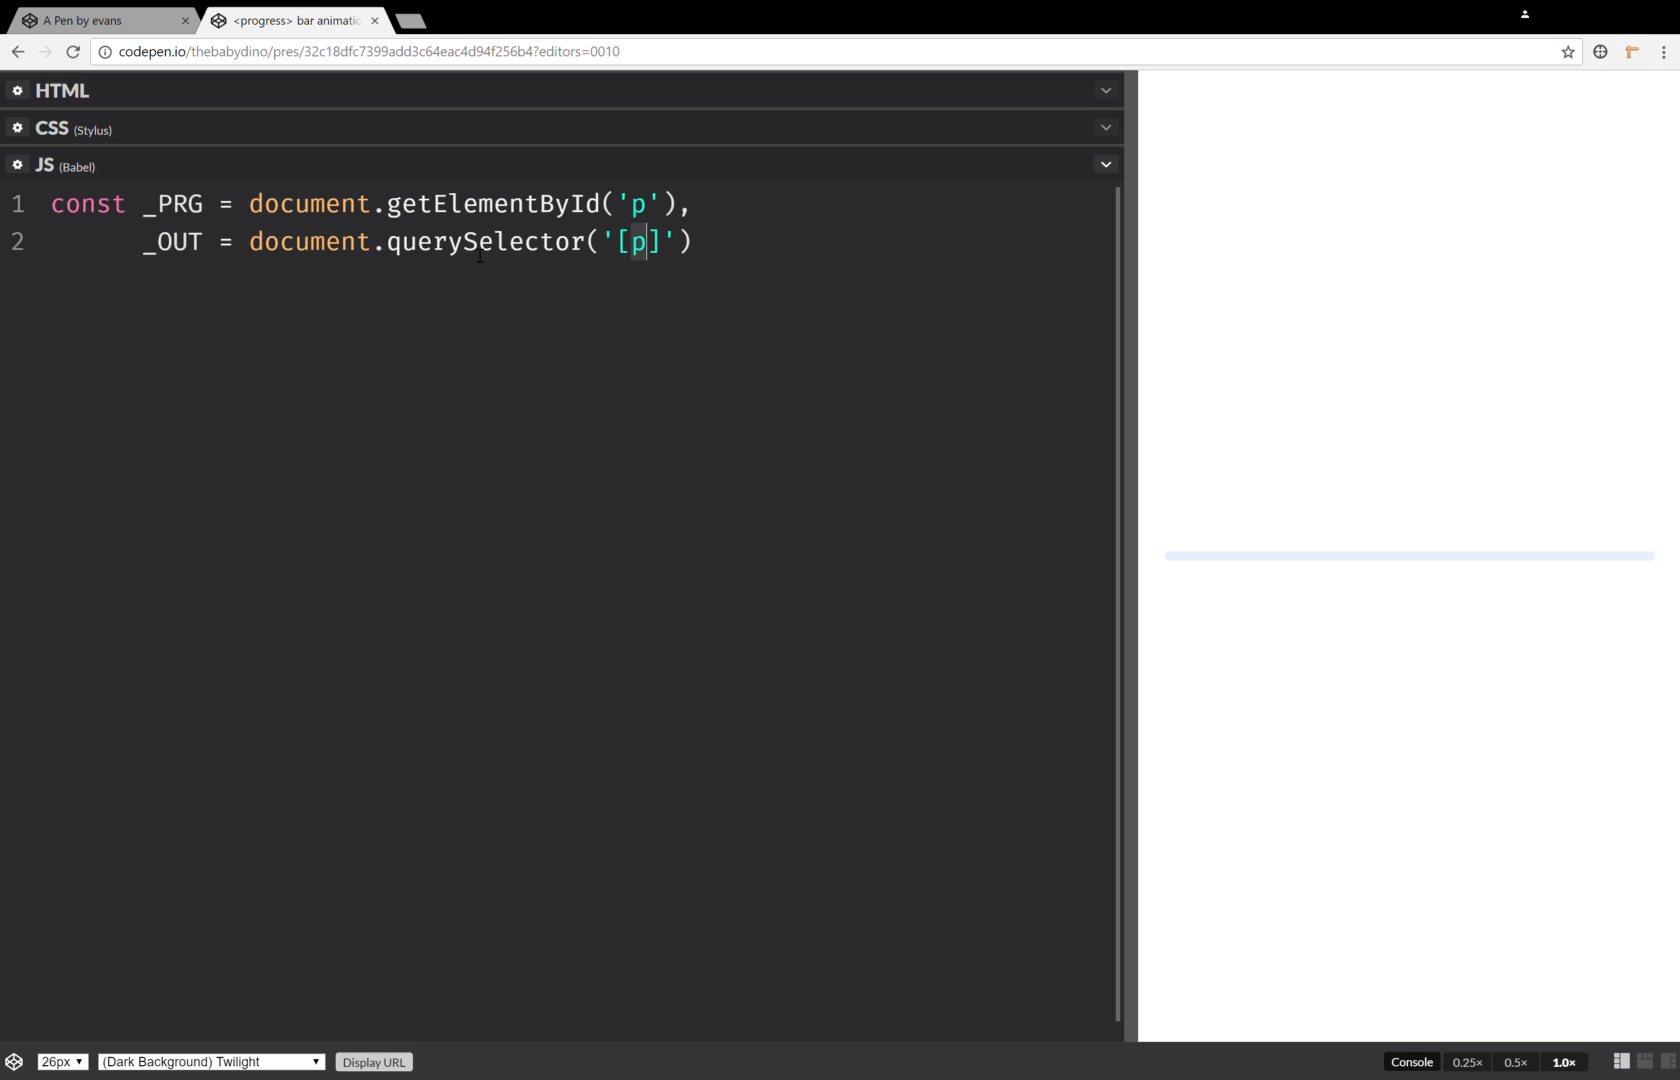 A Pen by evans
<progress> bar animatio
codepen.io/thebabydino/pres/32c18dfc7399add3c64eac4d94f256b4?editors=0010
HTML
CSS (Stylus)
JS (Babel)
1 const _PRG = document.getElementById('p'),
2 _OUT = document.querySelector('[p]')
26px
(Dark Background) Twilight
Display URL
Console 0.25× 0.5× 1.0×